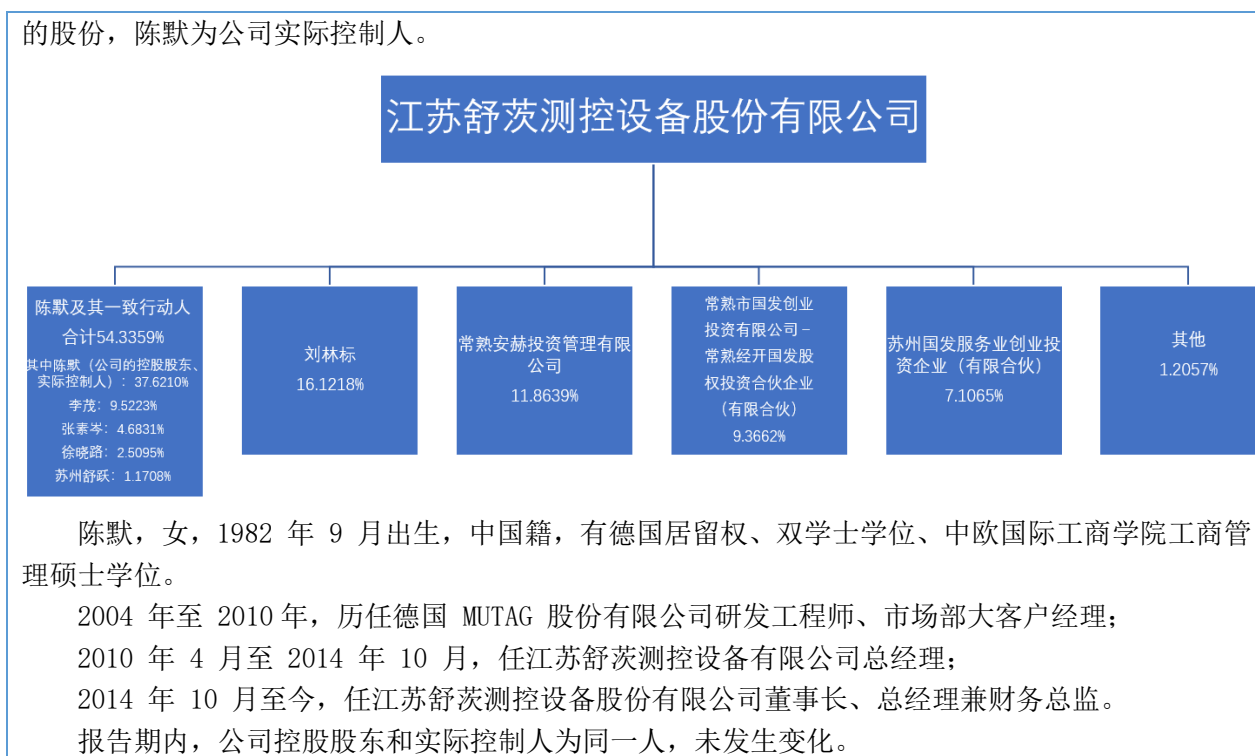 的股份，陈默为公司实际控制人。
江苏舒茨测控设备股份有限公司
陈默及其一致行动人
合计54.3359%
其中陈默（公司的控股股东、
实际控制人）：37.6210%
李茂：9.5223%
张素岑：4.6831%
徐晓路：2.5095%
苏州舒跃：1.1708%
刘林标
16.1218%
常熟安赫投资管理有限
公司
11.8639%
常熟市国发创业
投资有限公司－
常熟经开国发股
权投资合伙企业
（有限合伙）
9.3662%
苏州国发服务业创业投
资企业（有限合伙）
7.1065%
其他
1.2057%
陈默，女，1982 年 9 月出生，中国籍，有德国居留权、双学士学位、中欧国际工商学院工商管
理硕士学位。
2004 年至 2010年，历任德国 MUTAG 股份有限公司研发工程师、市场部大客户经理；
2010 年 4 月至 2014 年 10 月，任江苏舒茨测控设备有限公司总经理；
2014 年 10 月至今，任江苏舒茨测控设备股份有限公司董事长、总经理兼财务总监。
报告期内，公司控股股东和实际控制人为同一人，未发生变化。